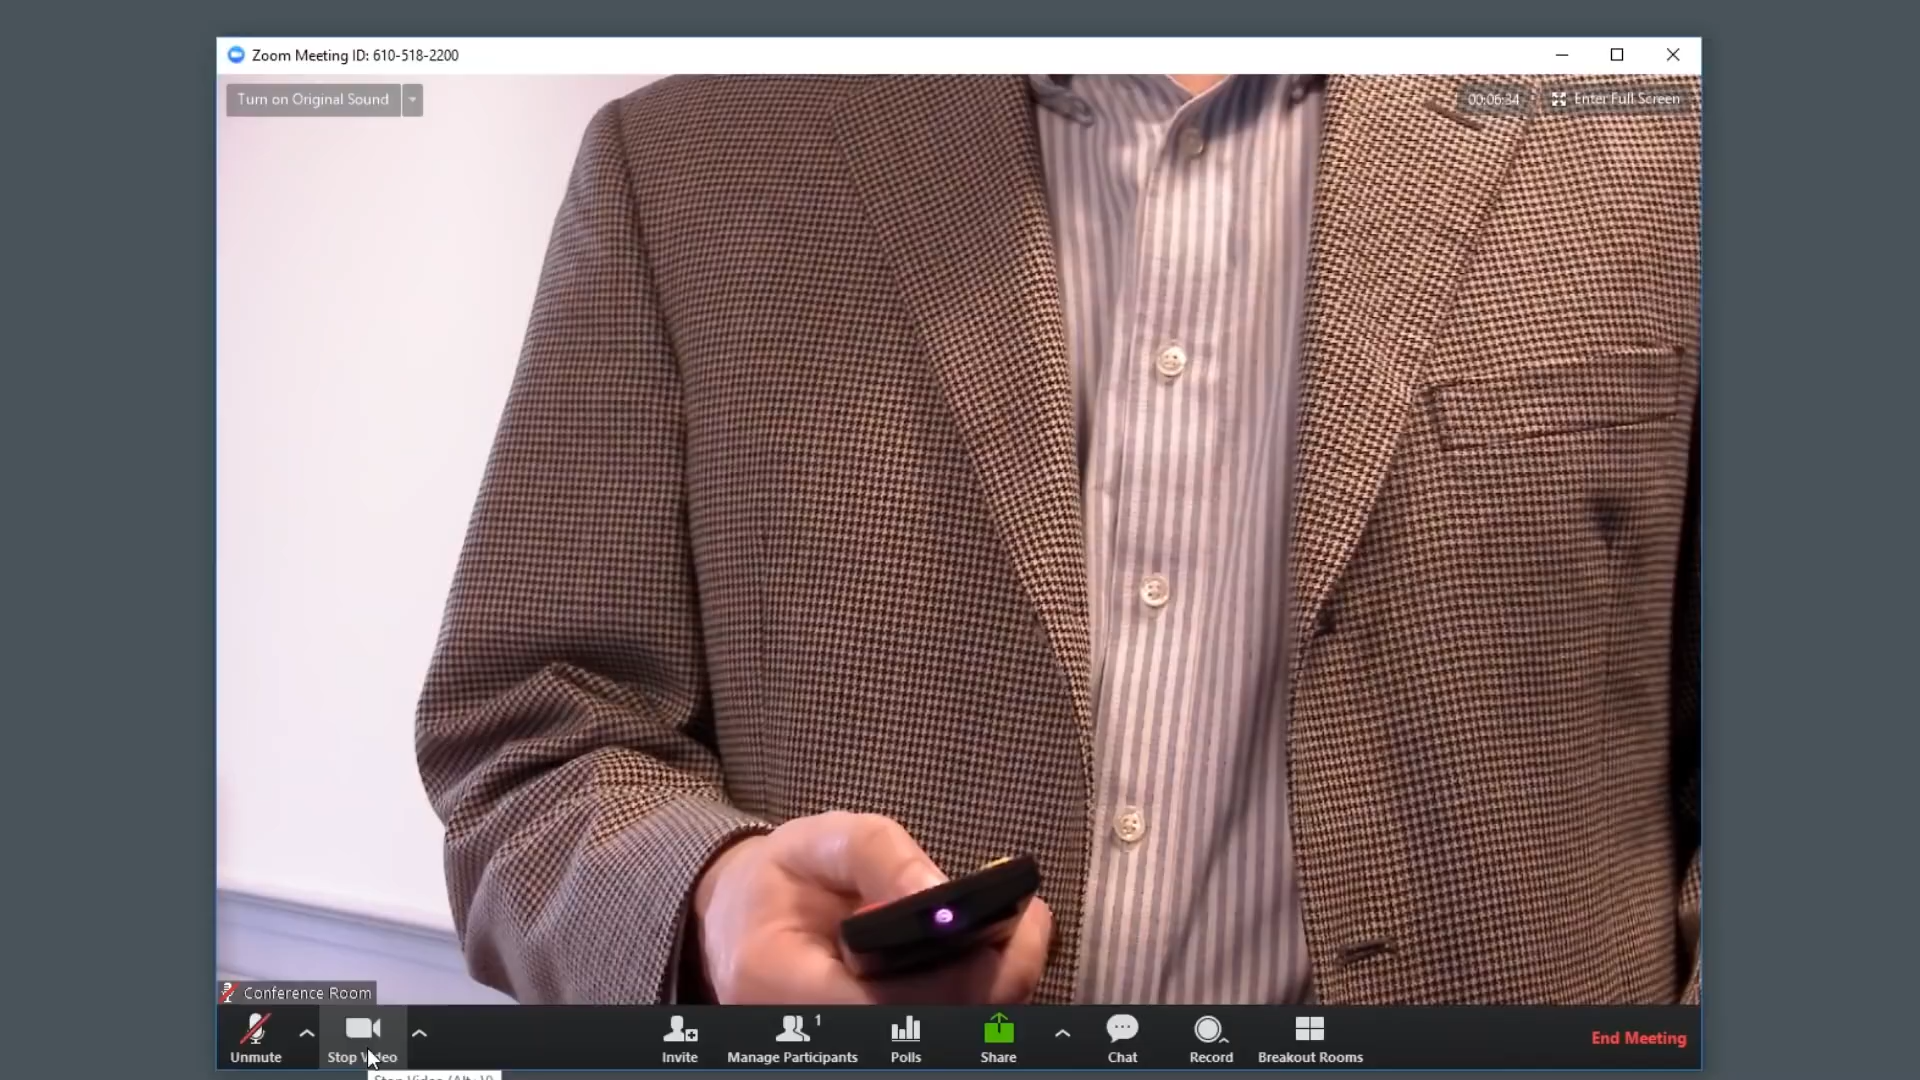 Zoom Meeting ID: 610-518-2200
Turn on Original Sound
00:06:34
Enter Full Screen
Conference Room
Unmute
Stop Video
Invite
1
Manage Participants
Polls
Share
Chat
Record
Breakout Rooms
End Meeting